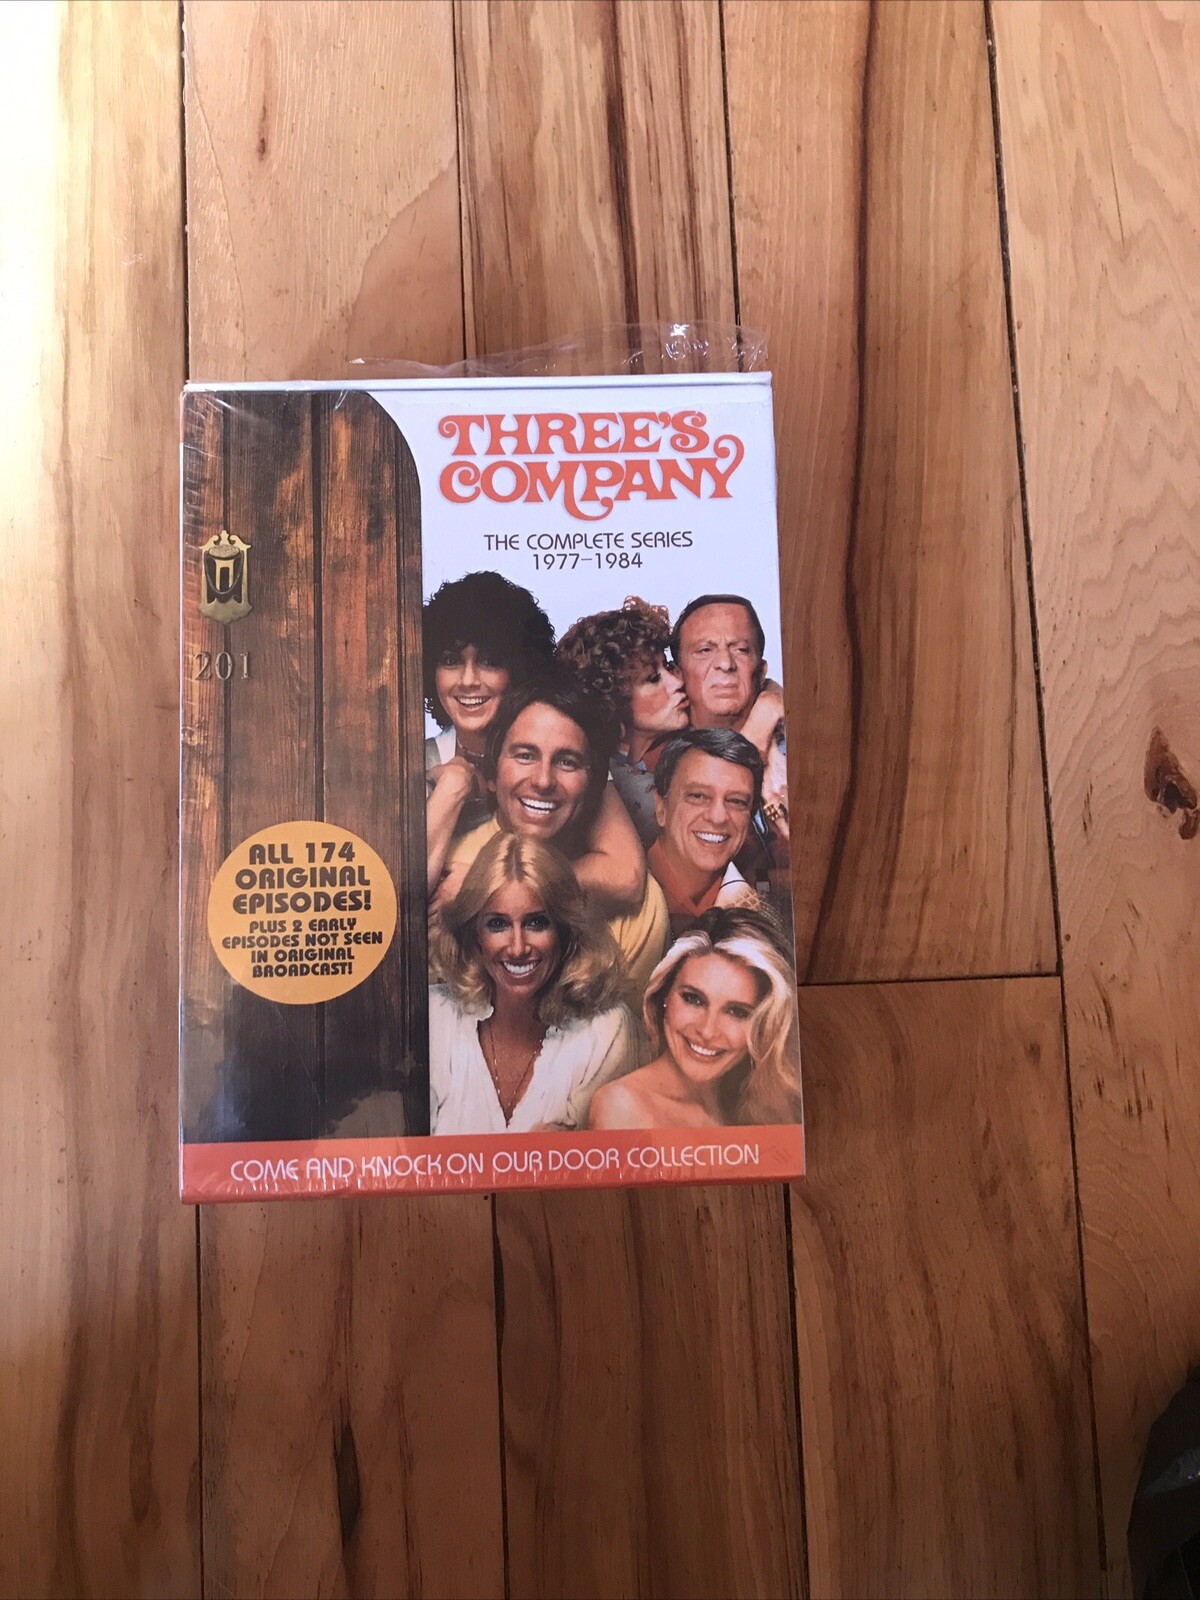 THREE'S
COMPANY
THE COMPLETE SERIES
1977–1984
201
ALL 174
ORIGINAL
EPISODES!
PLUS 2 EARLY
EPISODES NOT SEEN
IN ORIGINAL
BROADCAST!
COME AND KNOCK ON OUR DOOR COLLECTION